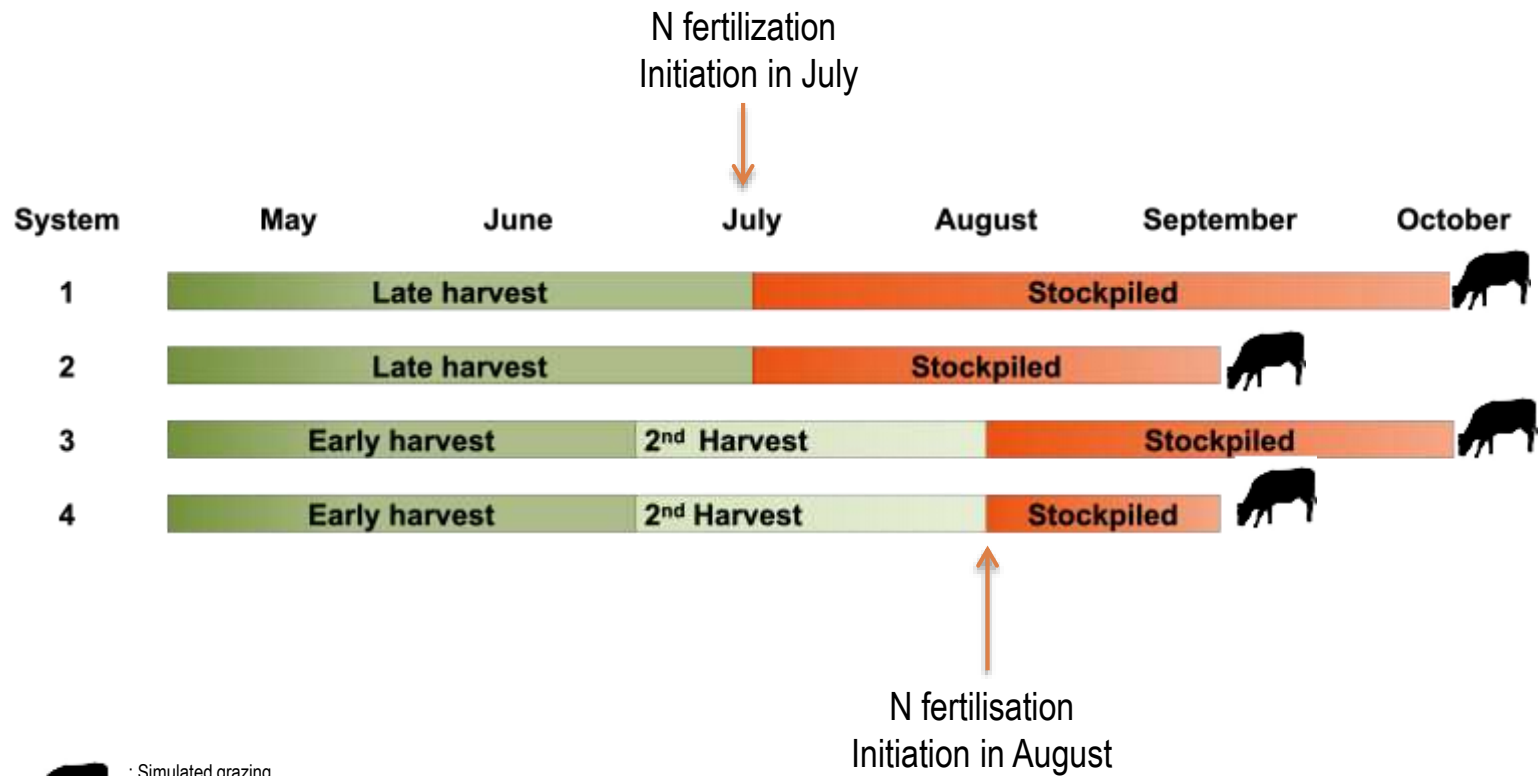 N fertilization
Initiation in July
System May June July August September October
1 Late harvest Stockpiled
2 Late harvest Stockpiled
3 Early harvest 2nd Harvest Stockpiled
4 Early harvest 2nd Harvest Stockpiled
N fertilisation
Initiation in August
: Simulated grazing